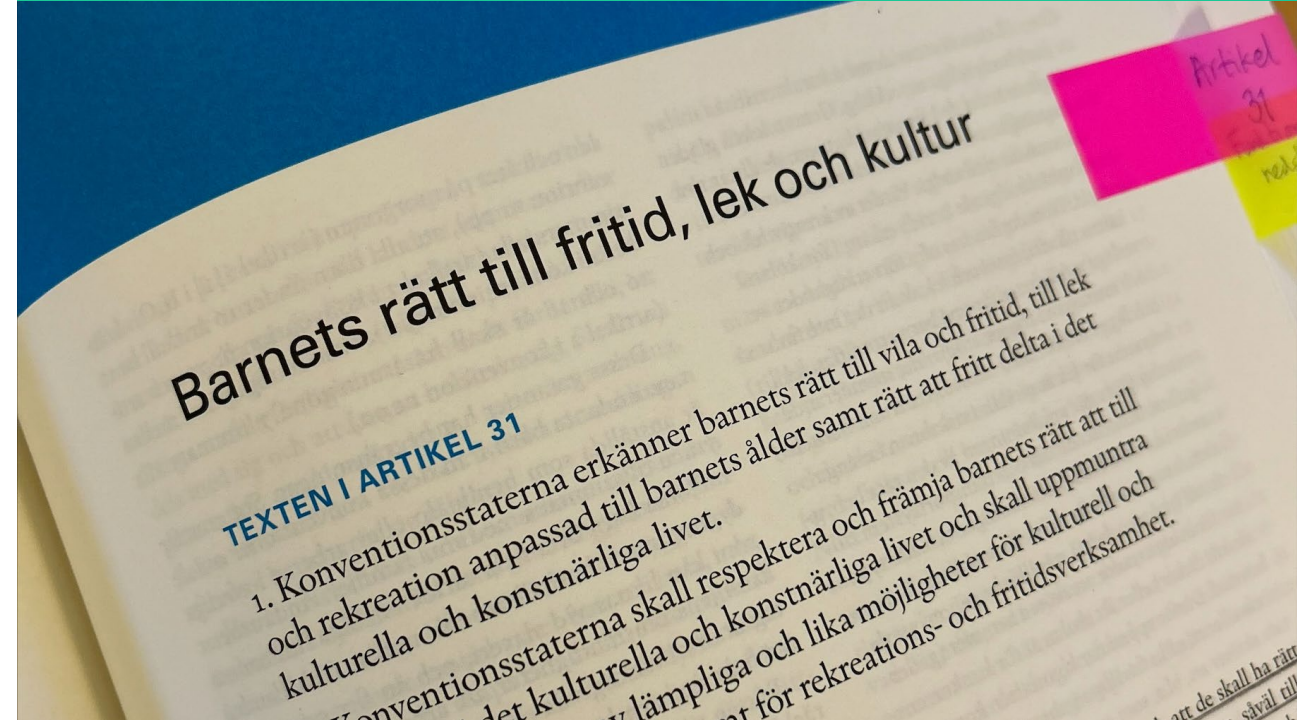 Artikel
31
Barnets rätt till fritid, lek och kultur
TEXTEN I ARTIKEL 31
1. Konventionsstaterna erkänner barnets rätt till vila och fritid, till lek
och rekreation anpassad till barnets ålder samt rätt att fritt delta i det
kulturella och konstnärliga livet.
Konventionsstaterna skall respektera och främja barnets rätt att till
det kulturella och konstnärliga livet och skall uppmuntra
lämpliga och lika möjligheter för kulturell och
för rekreations- och fritidsverksamhet.
att de skall ha rätt
såväl till